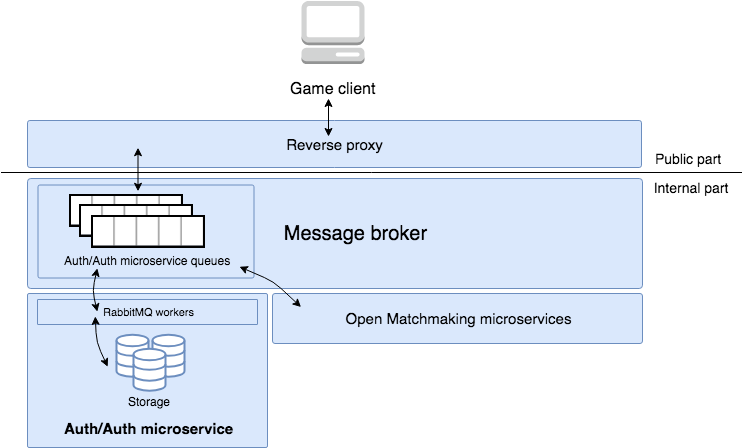 Game client
Reverse proxy
Public part
Internal part
Message broker
Auth/Auth microservice queues
RabbitMQ workers
Open Matchmaking microservices
Storage
Auth/Auth microservice